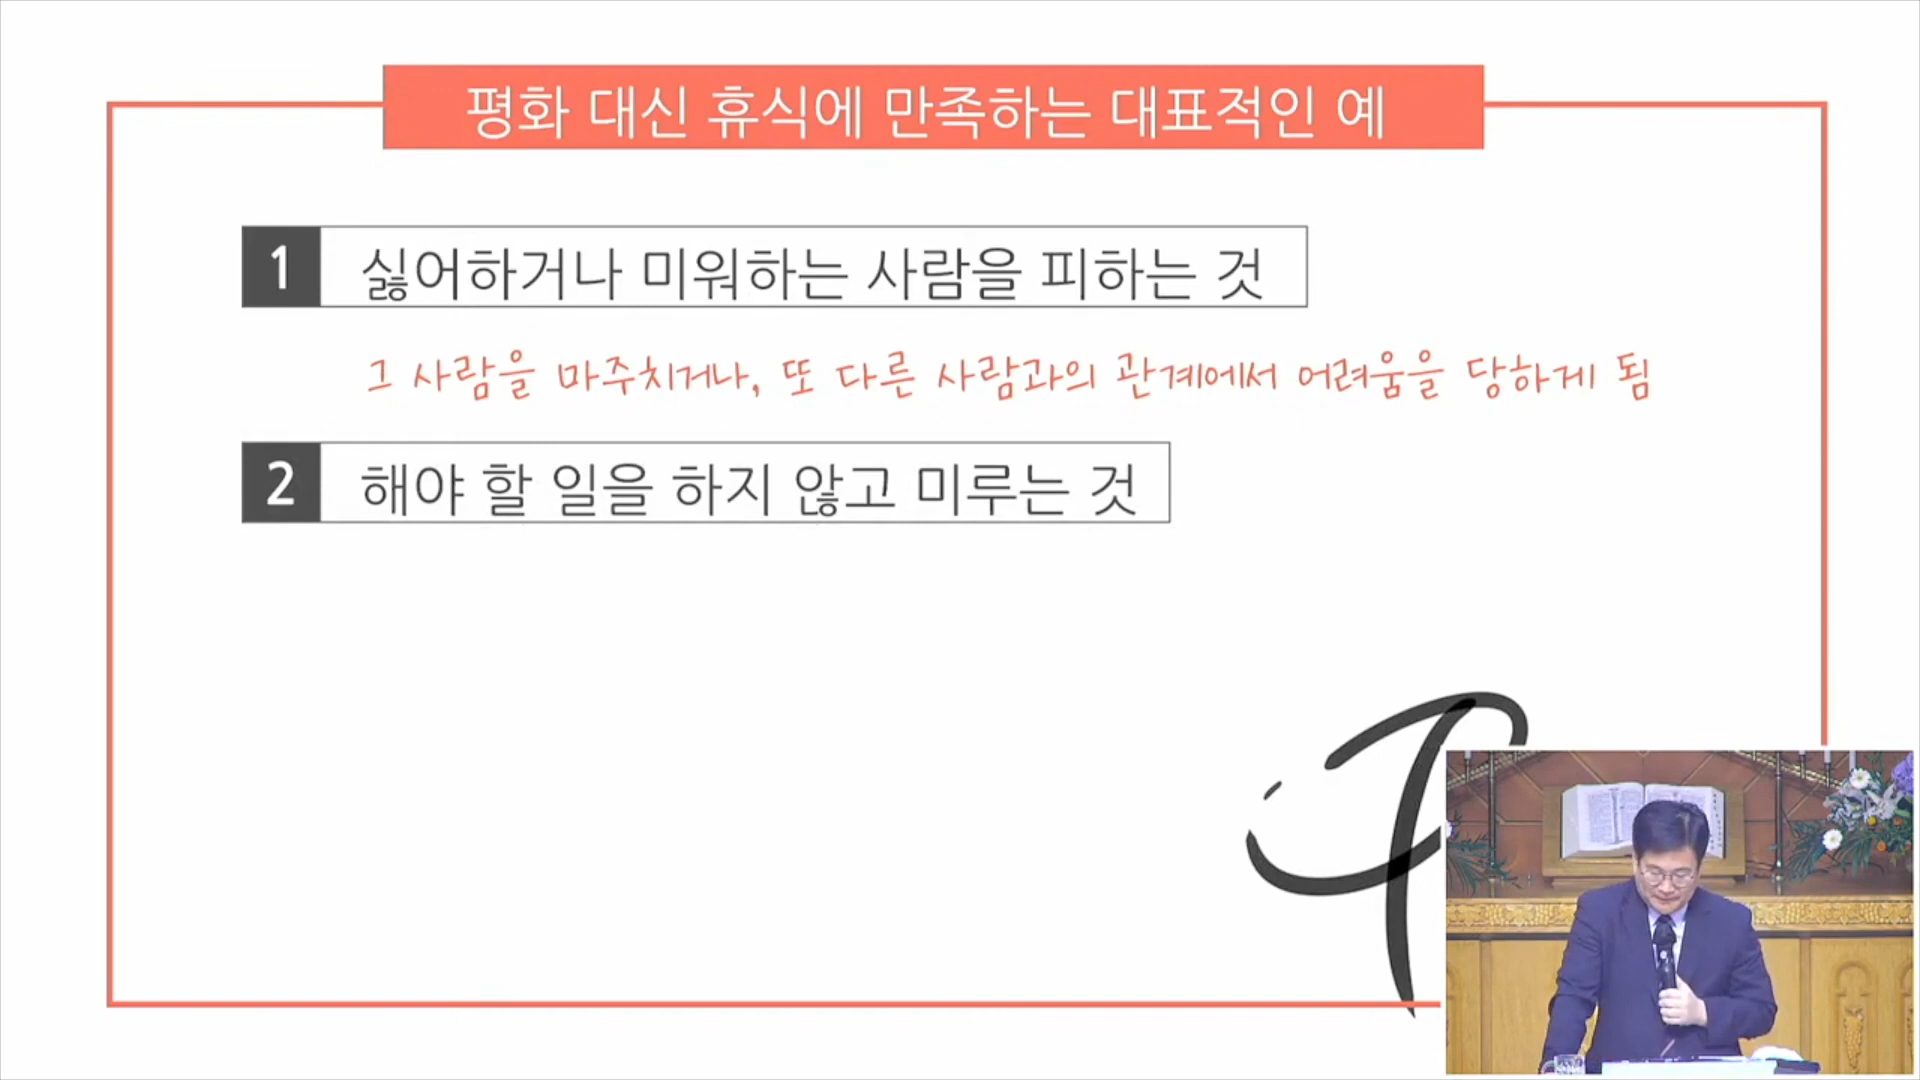 평화 대신 휴식에 만족하는 대표적인 예
1 싫어하거나 미워하는 사람을 피하는 것
그 사람을 마주치거나, 또 다른 사람과의 관계에서 어려움을 당하게 됨
2 해야 할 일을 하지 않고 미루는 것